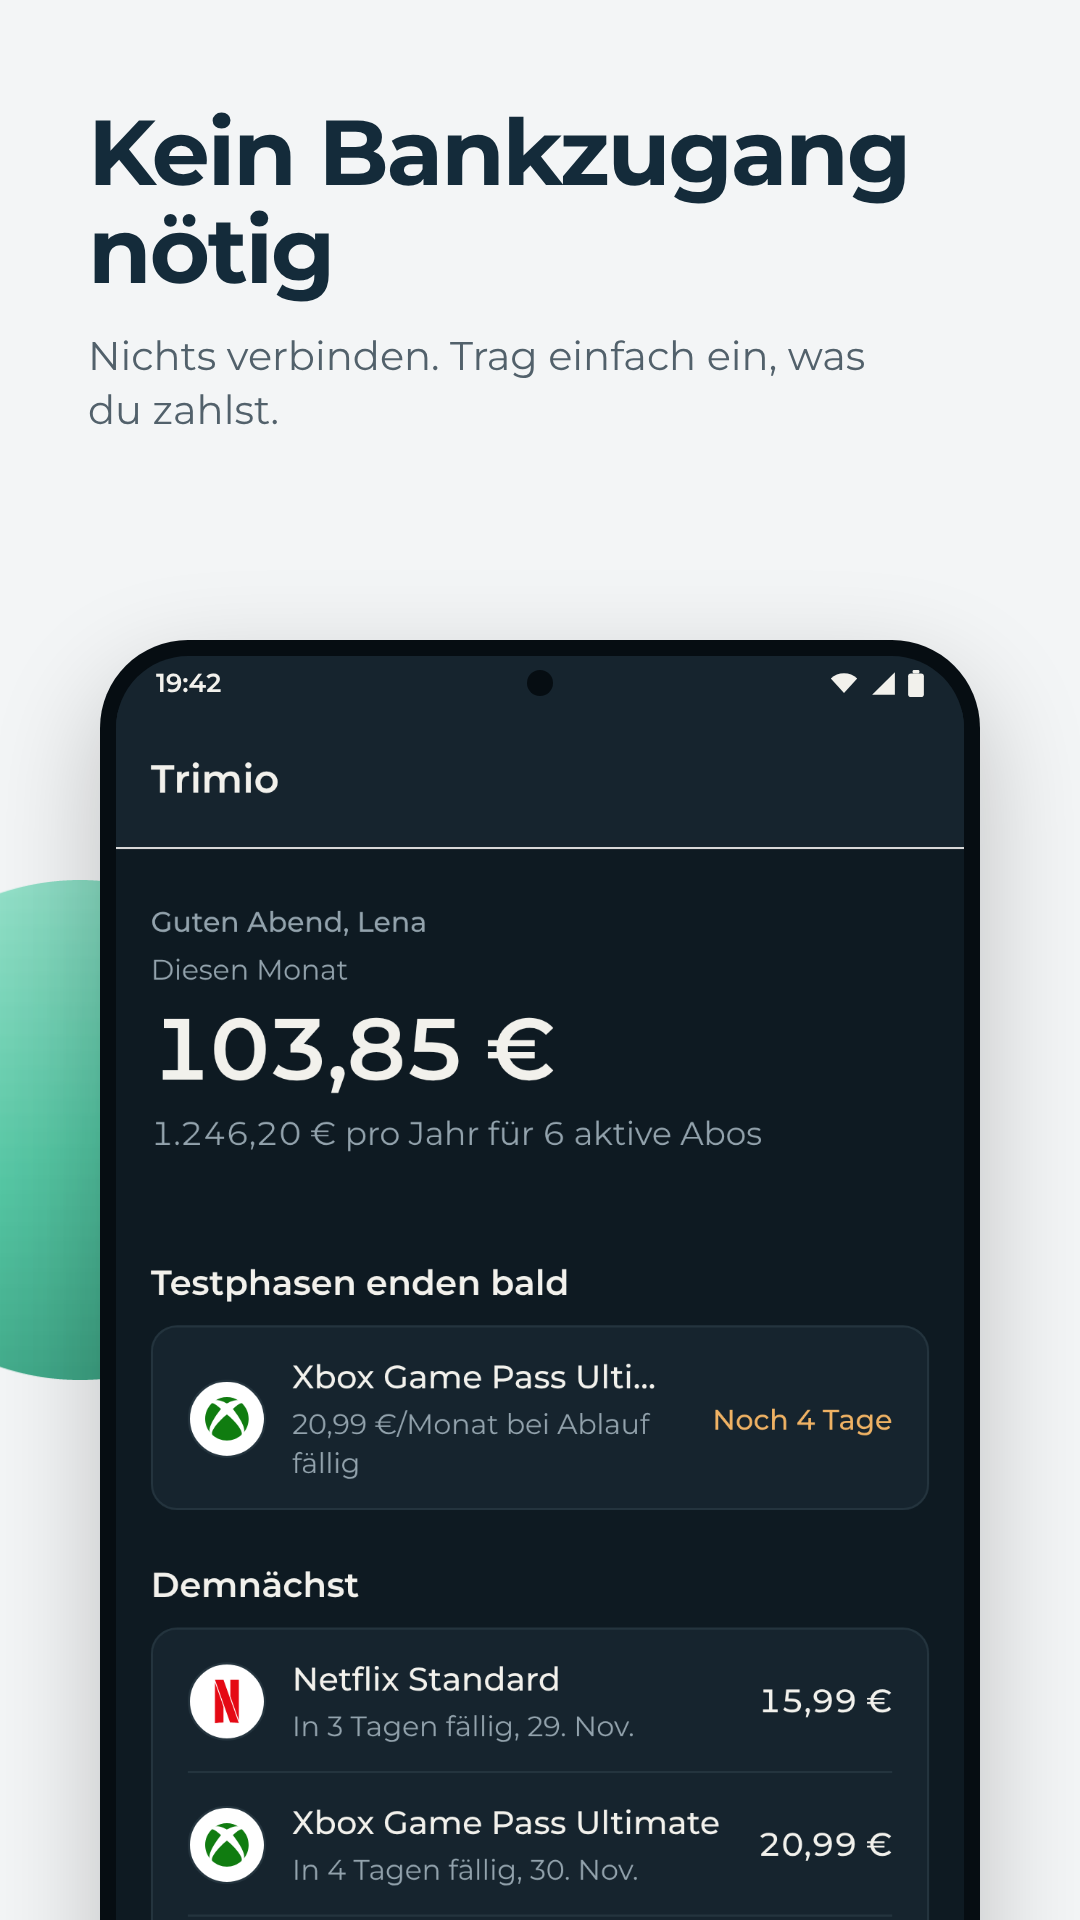 Kein Bankzugang
nötig
Nichts verbinden. Trag einfach ein, was
du zahlst.
19:42
Trimio
Guten Abend, Lena
Diesen Monat
103,85 €
1.246,20 € pro Jahr für 6 aktive Abos
Testphasen enden bald
Xbox Game Pass Ulti...
20,99 €/Monat bei Ablauf
fällig
Noch 4 Tage
Demnächst
Netflix Standard
15,99 €
In 3 Tagen fällig, 29. Nov.
Xbox Game Pass Ultimate
20,99 €
In 4 Tagen fällig, 30. Nov.